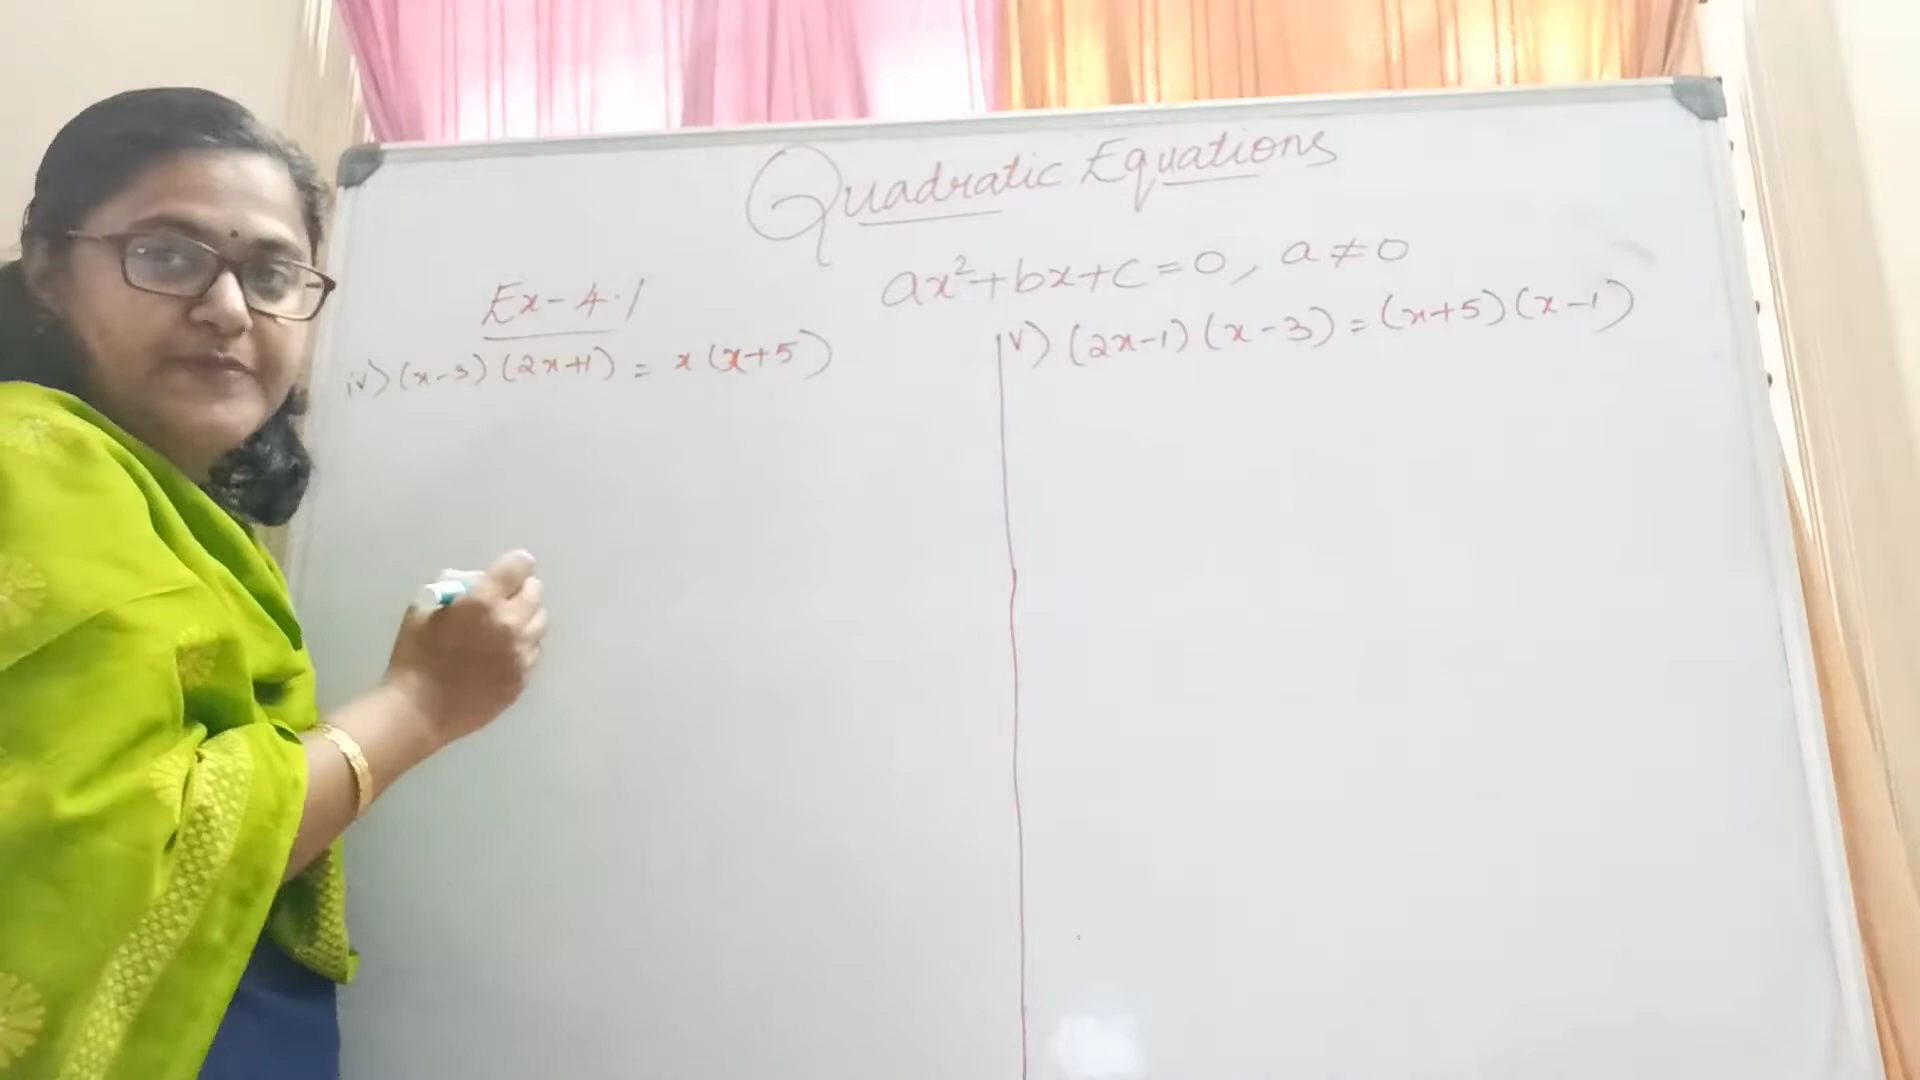 Quadratic Equations
ax²+bx+c=0, a≠0
Ex-4.1
iv) (x-3) (2x+1) = x (x+5)
v) (2x-1) (x-3) = (x+5) (x-1)